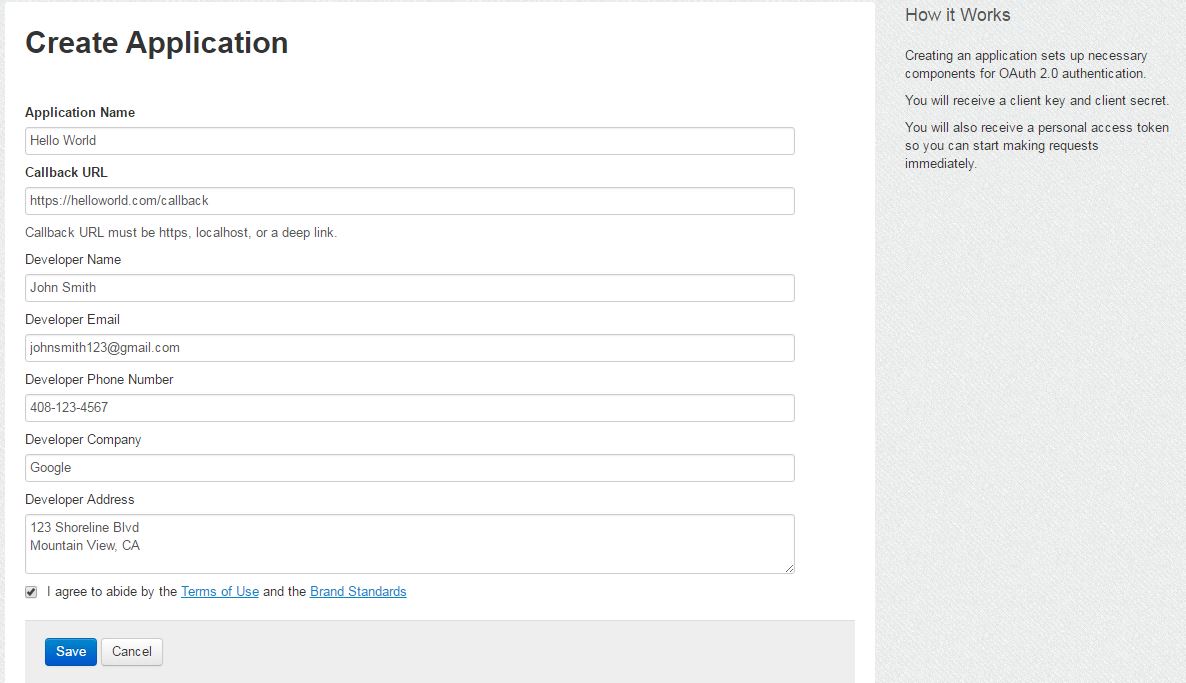 Create Application
Application Name
Hello World
Callback URL
https://helloworld.com/callback
Callback URL must be https, localhost, or a deep link.
Developer Name
John Smith
Developer Email
johnsmith123@gmail.com
Developer Phone Number
408-123-4567
Developer Company
Google
Developer Address
123 Shoreline Blvd
Mountain View, CA
I agree to abide by the Terms of Use and the Brand Standards
Save Cancel
How it Works
Creating an application sets up necessary
components for OAuth 2.0 authentication.
You will receive a client key and client secret.
You will also receive a personal access token
so you can start making requests
immediately.